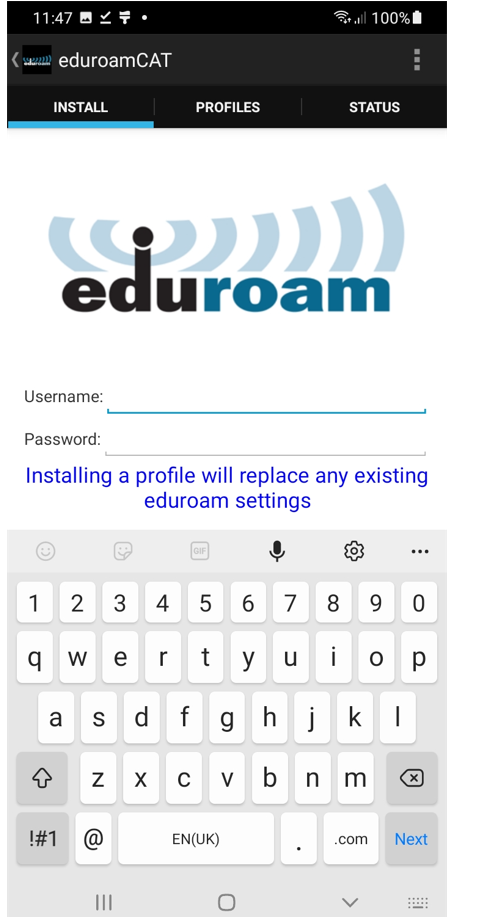 11:47 100%
eduroamCAT
INSTALL PROFILES STATUS
eduroam
Username:
Password:
Installing a profile will replace any existing
eduroam settings
GIF
1 2 3 4 5 6 7 8 9 0
q w e r t y u i o p
a s d f g h j k l
z x c v b n m
!#1 @ EN(UK) . .com Next